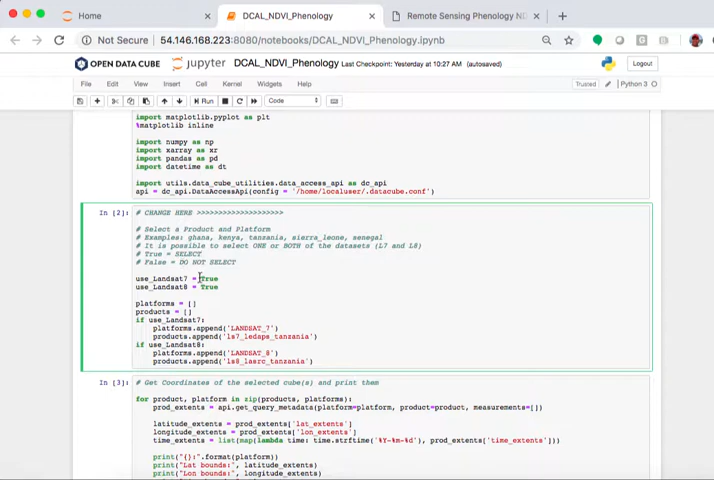 Home
DCAL_NDVI_Phenology
Remote Sensing Phenology ND
Not Secure 54.146.168.223:8080/notebooks/DCAL_NDVI_Phenology.ipynb
OPEN DATA CUBE jupyter DCAL_NDVI_Phenology Last Checkpoint: Yesterday at 10:27 AM (autosaved) Logout
File Edit View Insert Cell Kernel Widgets Help Trusted Python 3
Run Code
import matplotlib.pyplot as plt
%matplotlib inline
import numpy as np
import xarray as xr
import pandas as pd
import datetime as dt
import utils.data_cube_utilities.data_access_api as dc_api
api = dc_api.DataAccessApi(config = '/home/localuser/.datacube.conf')
In [2]: # CHANGE HERE >>>>>>>>>>>>>>>>>>>>
# Select a Product and Platform
# Examples: ghana, kenya, tanzania, sierra_leone, senegal
# It is possible to select ONE or BOTH of the datasets (L7 and L8)
# True = SELECT
# False = DO NOT SELECT
use_Landsat7 = True
use_Landsat8 = True
platforms = []
products = []
if use_Landsat7:
platforms.append('LANDSAT_7')
products.append('ls7_ledaps_tanzania')
if use_Landsat8:
platforms.append('LANDSAT_8')
products.append('ls8_lasrc_tanzania')
In [3]: # Get Coordinates of the selected cube(s) and print them
for product, platform in zip(products, platforms):
prod_extents = api.get_query_metadata(platform=platform, product=product, measurements=[])
latitude_extents = prod_extents['lat_extents']
longitude_extents = prod_extents['lon_extents']
time_extents = list(map(lambda time: time.strftime('%Y-%m-%d'), prod_extents['time_extents']))
print("{}:".format(platform))
print("Lat bounds:", latitude_extents)
print("Lon bounds:", longitude_extents)